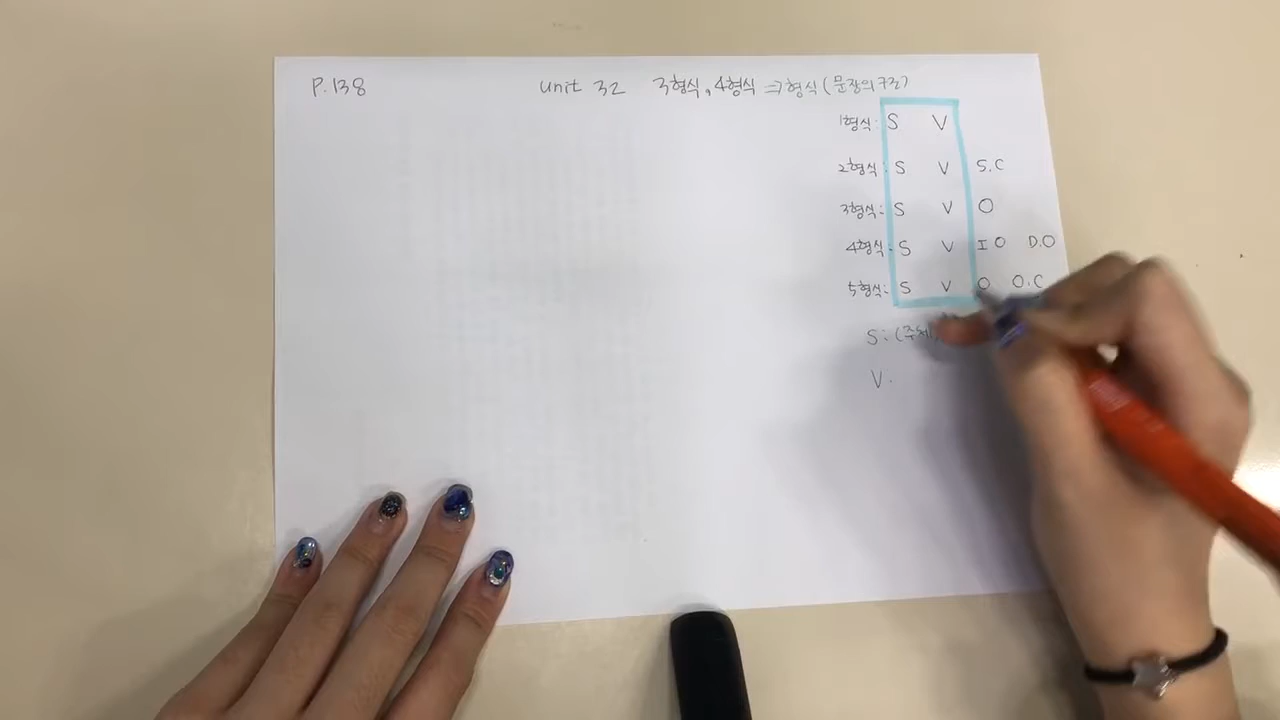 P.138 unit 32 3형식, 4형식 ⇒ 형식 (문장의 구조)
1형식: S V
2형식: S V S.C
3형식: S V O
4형식: S V I O D.O
5형식: S V O O.C
S: (주체)
V.